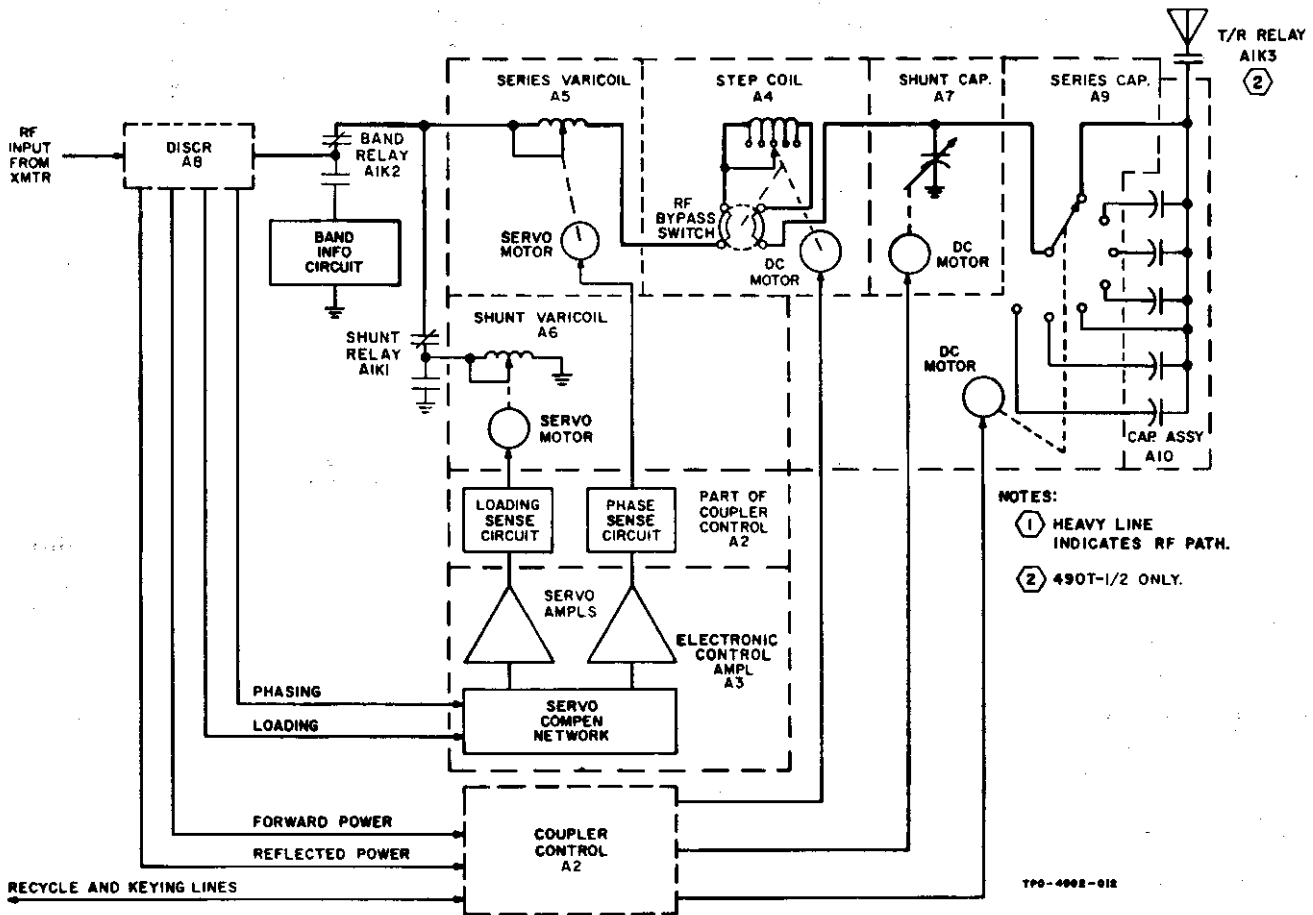 T/R RELAY
A1K3
2
SERIES VARICOIL
A5
STEP COIL
A4
SHUNT CAP.
A7
SERIES CAP.
A9
RF
INPUT
FROM
XMTR
DISCR
A8
BAND
RELAY
A1K2
BAND
INFO
CIRCUIT
SERVO
MOTOR
RF
BYPASS
SWITCH
DC
MOTOR
DC
MOTOR
SHUNT VARICOIL
A6
SHUNT
RELAY
A1K1
SERVO
MOTOR
DC
MOTOR
CAP. ASSY
A10
LOADING
SENSE
CIRCUIT
PHASE
SENSE
CIRCUIT
PART OF
COUPLER
CONTROL
A2
NOTES:
1 HEAVY LINE
INDICATES RF PATH.
2 490T-1/2 ONLY.
SERVO
AMPLS
ELECTRONIC
CONTROL
AMPL
A3
PHASING
LOADING
SERVO
COMPEN
NETWORK
FORWARD POWER
REFLECTED POWER
RECYCLE AND KEYING LINES
COUPLER
CONTROL
A2
TP0-4902-012